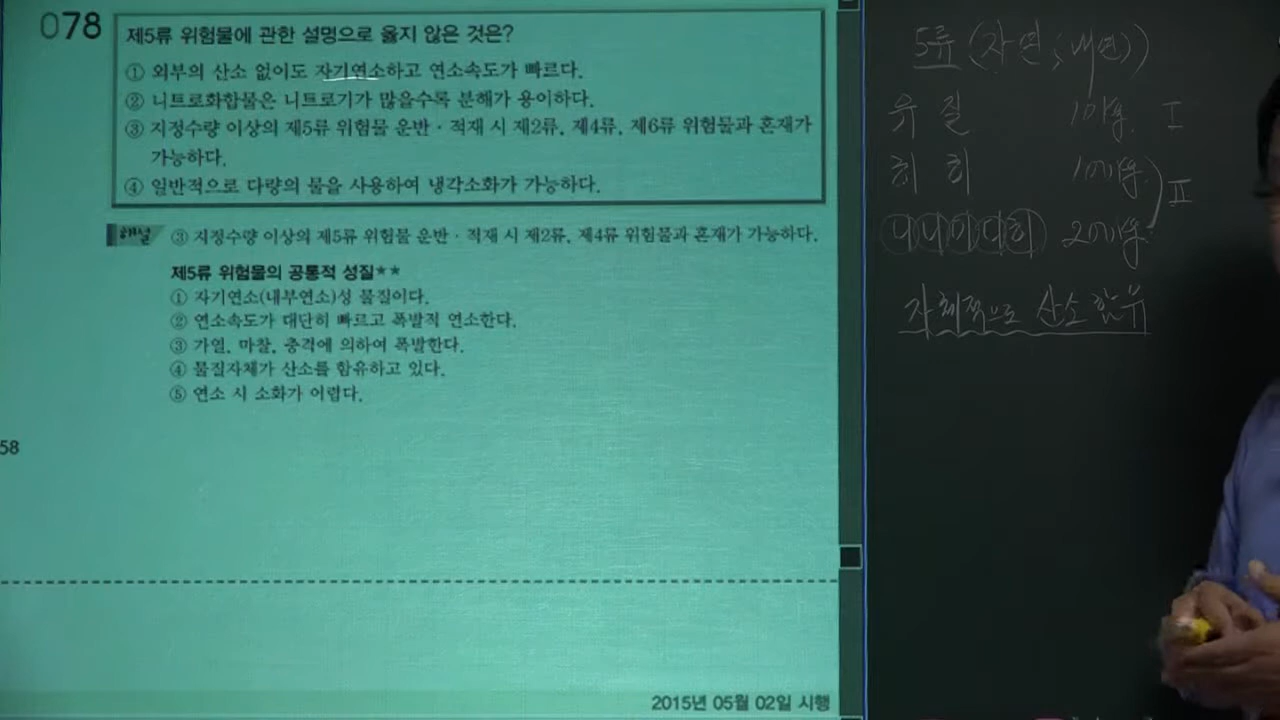 078
제5류 위험물에 관한 설명으로 옳지 않은 것은?
① 외부의 산소 없이도 자기연소하고 연소속도가 빠르다.
② 니트로화합물은 니트로기가 많을수록 분해가 용이하다.
③ 지정수량 이상의 제5류 위험물 운반·적재 시 제2류, 제4류, 제6류 위험물과 혼재가
가능하다.
④ 일반적으로 다량의 물을 사용하여 냉각소화가 가능하다.
해설 ③ 지정수량 이상의 제5류 위험물 운반·적재 시 제2류, 제4류 위험물과 혼재가 가능하다.
제5류 위험물의 공통적 성질★★
① 자기연소(내부연소)성 물질이다.
② 연소속도가 대단히 빠르고 폭발적 연소한다.
③ 가열, 마찰, 충격에 의하여 폭발한다.
④ 물질자체가 산소를 함유하고 있다.
⑤ 연소 시 소화가 어렵다.
58
2015년 05월 02일 시행
5류 (자연, 내연)
유 질 I
히 히 II
니니아디히
자체적으로 산소 함유